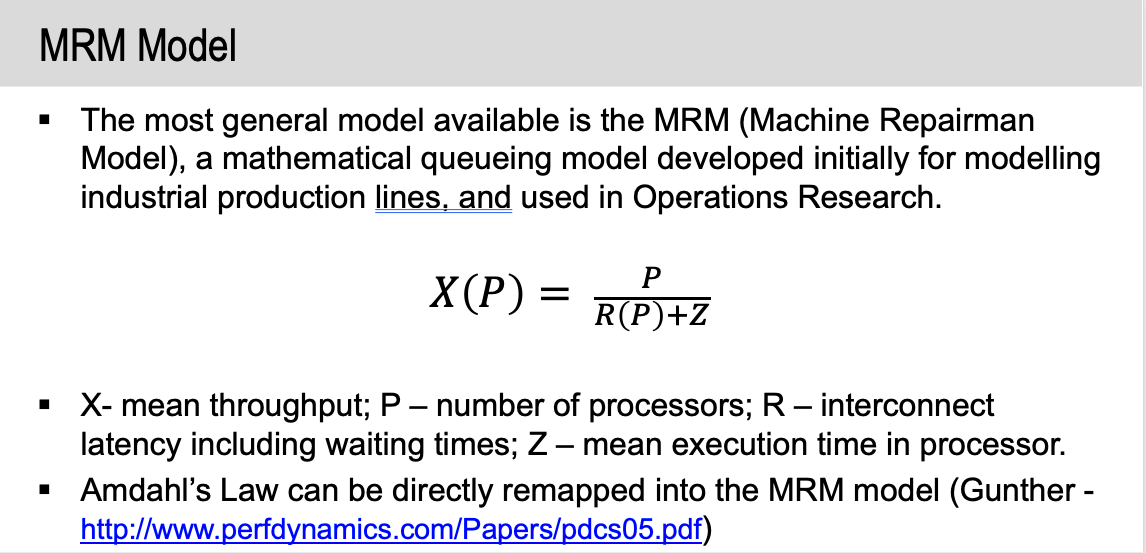 MRM Model
▪ The most general model available is the MRM (Machine Repairman
Model), a mathematical queueing model developed initially for modelling
industrial production lines, and used in Operations Research.
X(P) = P / R(P)+Z
▪ X- mean throughput; P – number of processors; R – interconnect
latency including waiting times; Z – mean execution time in processor.
▪ Amdahl’s Law can be directly remapped into the MRM model (Gunther -
http://www.perfdynamics.com/Papers/pdcs05.pdf)